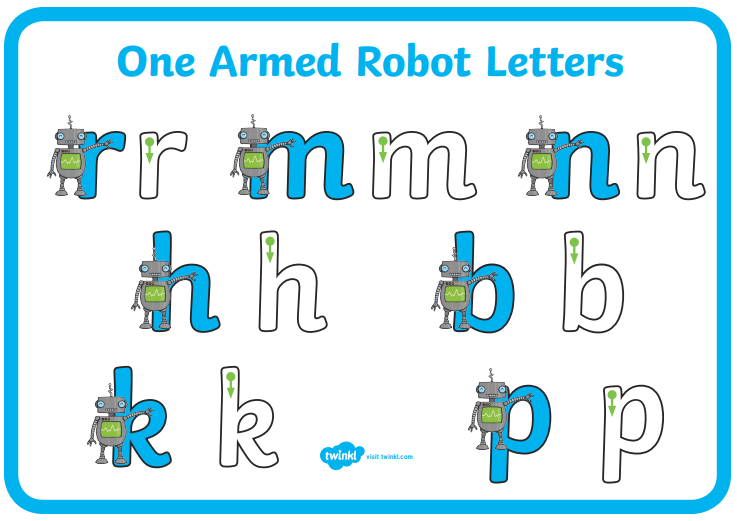 One Armed Robot Letters
r r m m n n
h h b b
k k p p
twinkl visit twinkl.com